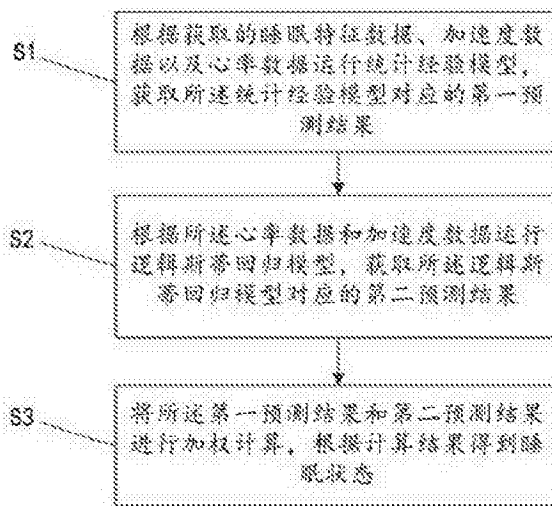 S1
根据获取的睡眠特征数据、加速度数
据以及心率数据运行统计经验模型,
获取所述统计经验模型对应的第一预
测结果
S2
根据所述心率数据和加速度数据运行
逻辑斯蒂回归模型, 获取所述逻辑斯
蒂回归模型对应的第二预测结果
S3
将所述第一预测结果和第二预测结果
进行加权计算, 根据计算结果得到睡
眠状态